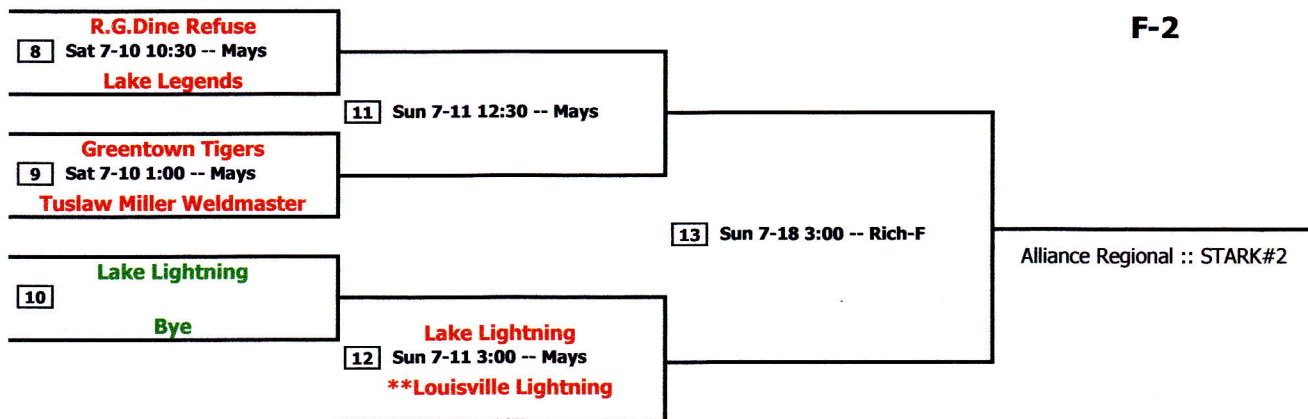 F-2
R.G.Dine Refuse
8 Sat 7-10 10:30 -- Mays
Lake Legends
11 Sun 7-11 12:30 -- Mays
Greentown Tigers
9 Sat 7-10 1:00 -- Mays
Tuslaw Miller Weldmaster
13 Sun 7-18 3:00 -- Rich-F
Alliance Regional :: STARK#2
Lake Lightning
10
Bye
Lake Lightning
12 Sun 7-11 3:00 -- Mays
**Louisville Lightning